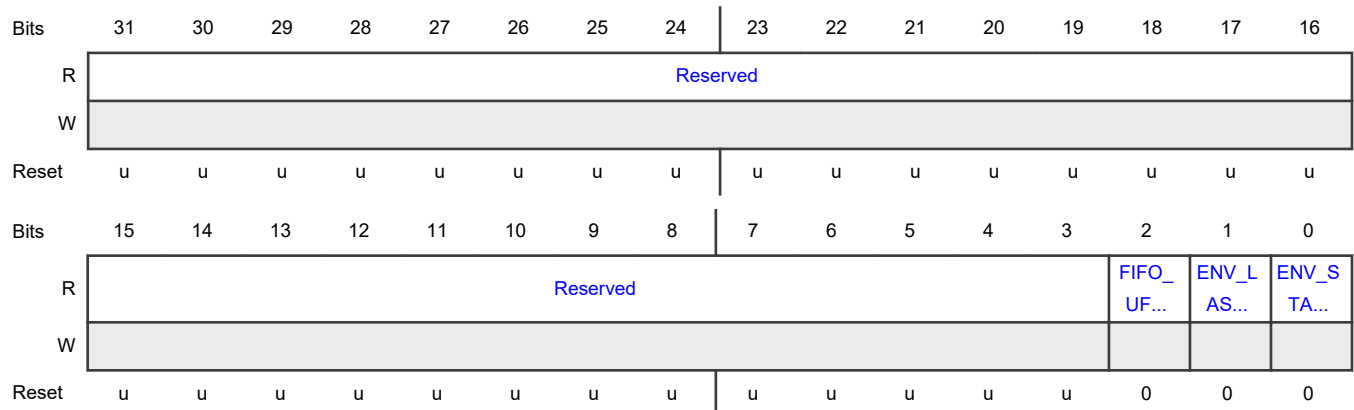 Bits 31 30 29 28 27 26 25 24 23 22 21 20 19 18 17 16
R Reserved
W
Reset u u u u u u u u u u u u u u u u
Bits 15 14 13 12 11 10 9 8 7 6 5 4 3 2 1 0
R Reserved FIFO_ ENV_L ENV_S
UF... AS... TA...
W
Reset u u u u u u u u u u u u u 0 0 0